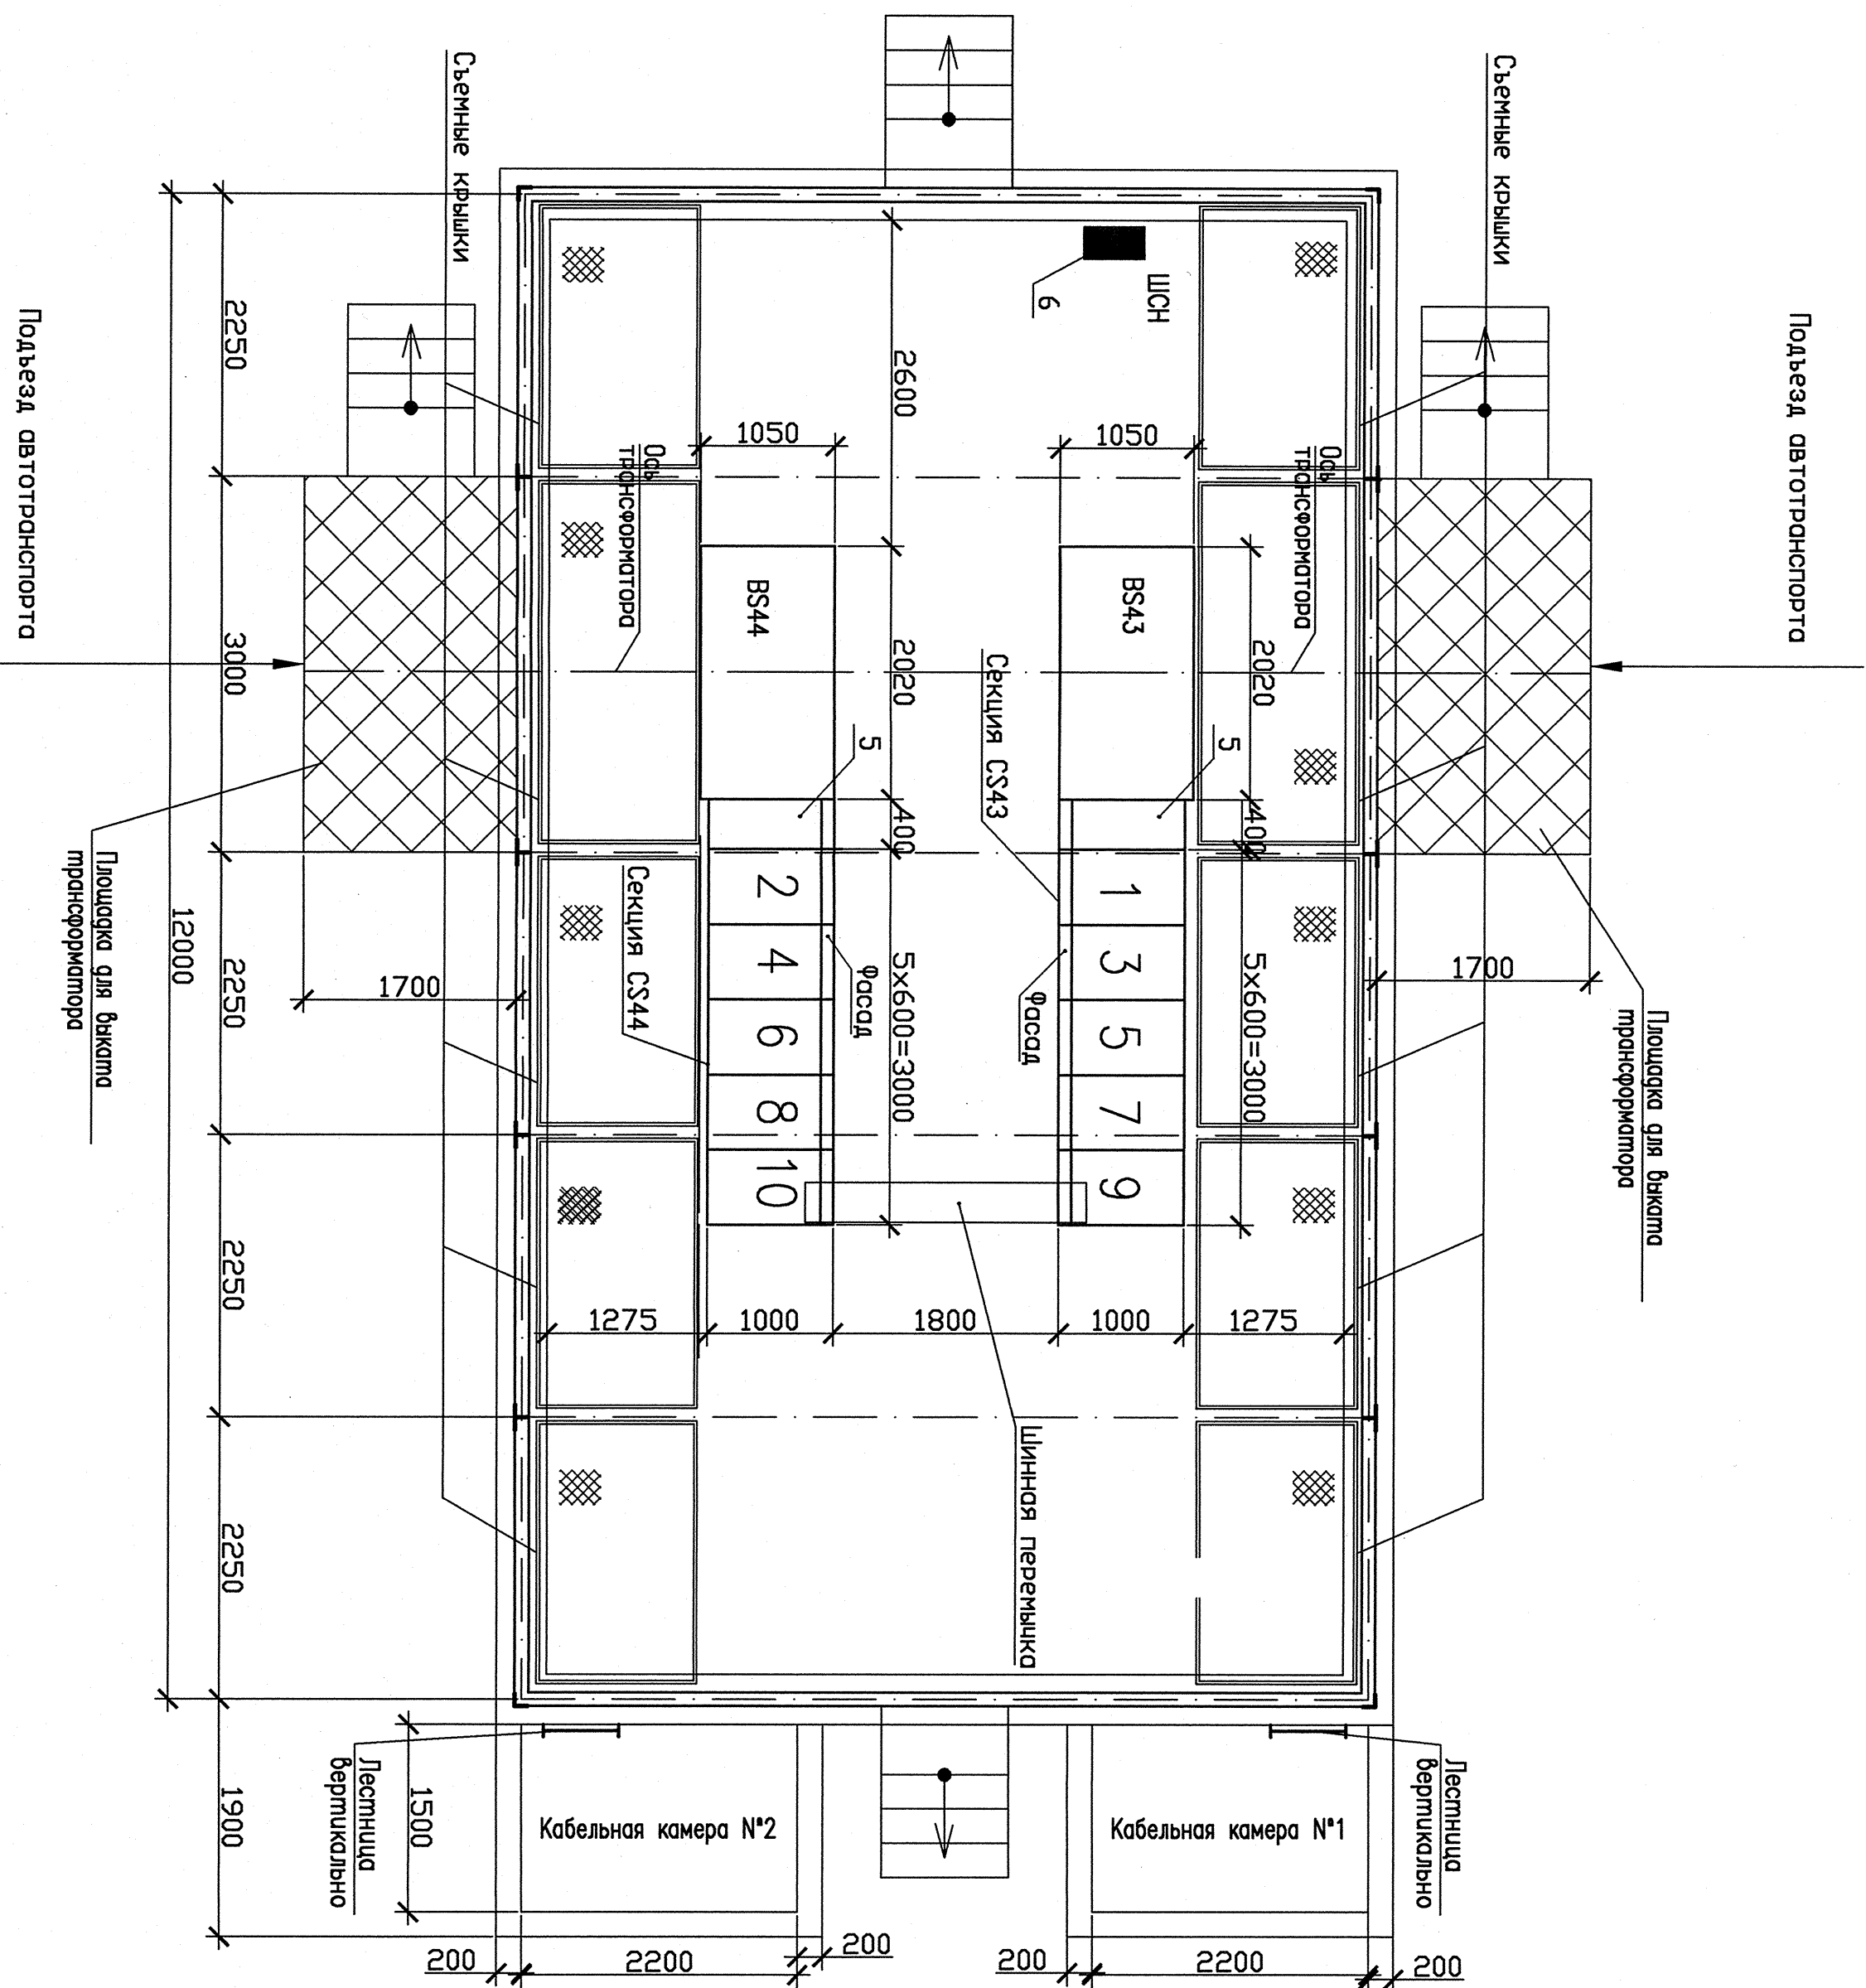 Съемные крышки
Съемные крышки
Подъезд автотранспорта
Подъезд автотранспорта
2250
3000
2250
2250
2250
1900
12000
ШСН
6
2600
1050
1050
Ось
трансформатора
Ось
трансформатора
BS44
BS43
2020
2020
Секция CS43
Секция CS44
5
5
400
400
2
4
6
8
10
1
3
5
7
9
Фасад
Фасад
5x600=3000
5x600=3000
1700
1700
Площадка для выката
трансформатора
Площадка для выката
трансформатора
1275
1000
1800
1000
1275
Шинная перемычка
Лестница
вертикально
Лестница
вертикально
1500
Кабельная камера №2
Кабельная камера №1
200
2200
200
200
2200
200